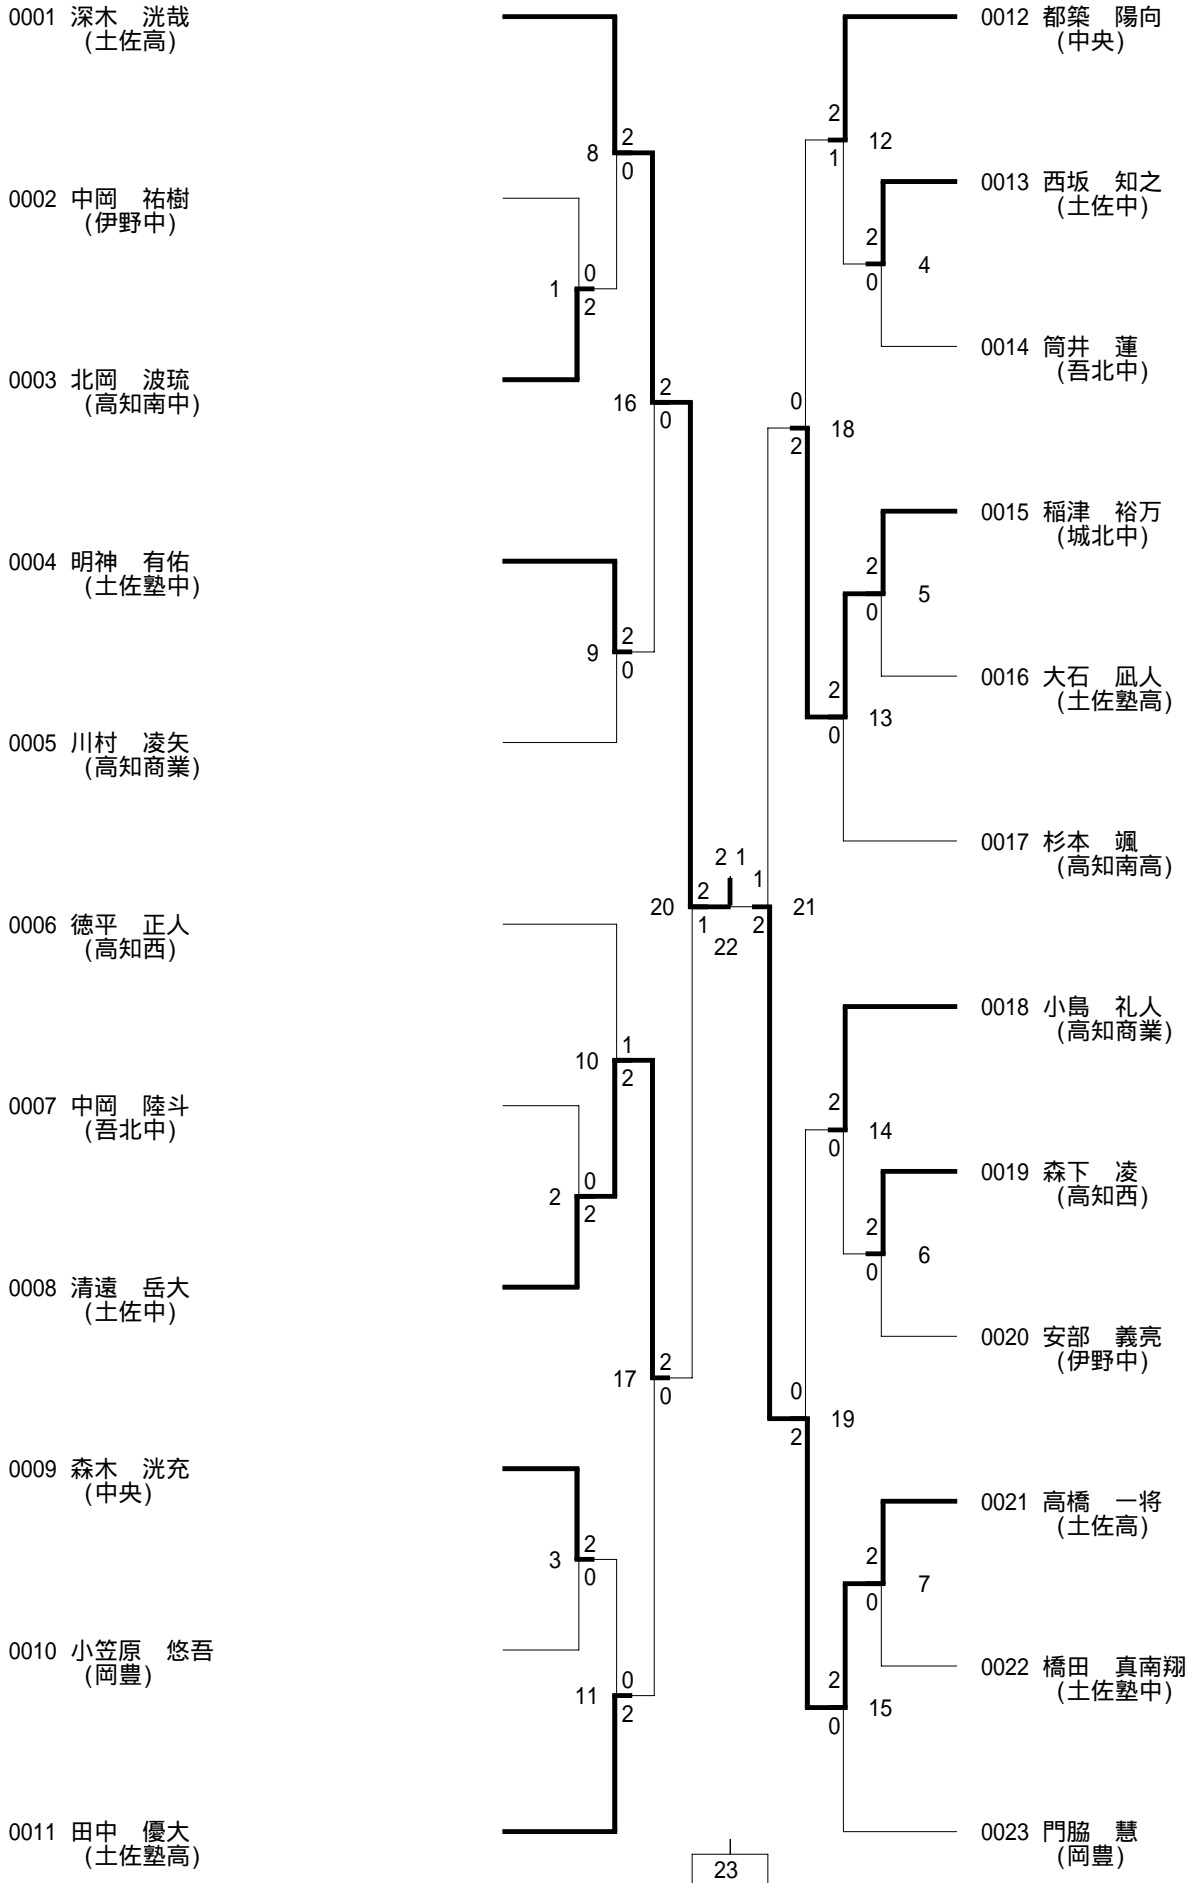 0001 深木　洸哉
(土佐高)
8
2
0
0002 中岡　祐樹
(伊野中)
1
0
2
0003 北岡　波琉
(高知南中)
16
2
0
0004 明神　有佑
(土佐塾中)
9
2
0
0005 川村　凌矢
(高知商業)
20
2
1
2 1
22
0006 徳平　正人
(高知西)
10
1
2
0007 中岡　陸斗
(吾北中)
2
0
2
0008 清遠　岳大
(土佐中)
17
2
0
0009 森木　洸充
(中央)
3
2
0
0010 小笠原　悠吾
(岡豊)
11
0
2
0011 田中　優大
(土佐塾高)
0012 都築　陽向
(中央)
2
1
12
0013 西坂　知之
(土佐中)
2
0
4
0014 筒井　蓮
(吾北中)
0
2
18
0015 稲津　裕万
(城北中)
2
0
5
0016 大石　凪人
(土佐塾高)
2
0
13
0017 杉本　颯
(高知南高)
1
2
21
0018 小島　礼人
(高知商業)
2
0
14
0019 森下　凌
(高知西)
2
0
6
0020 安部　義亮
(伊野中)
0
2
19
0021 高橋　一将
(土佐高)
2
0
7
0022 橋田　真南翔
(土佐塾中)
2
0
15
0023 門脇　慧
(岡豊)
23